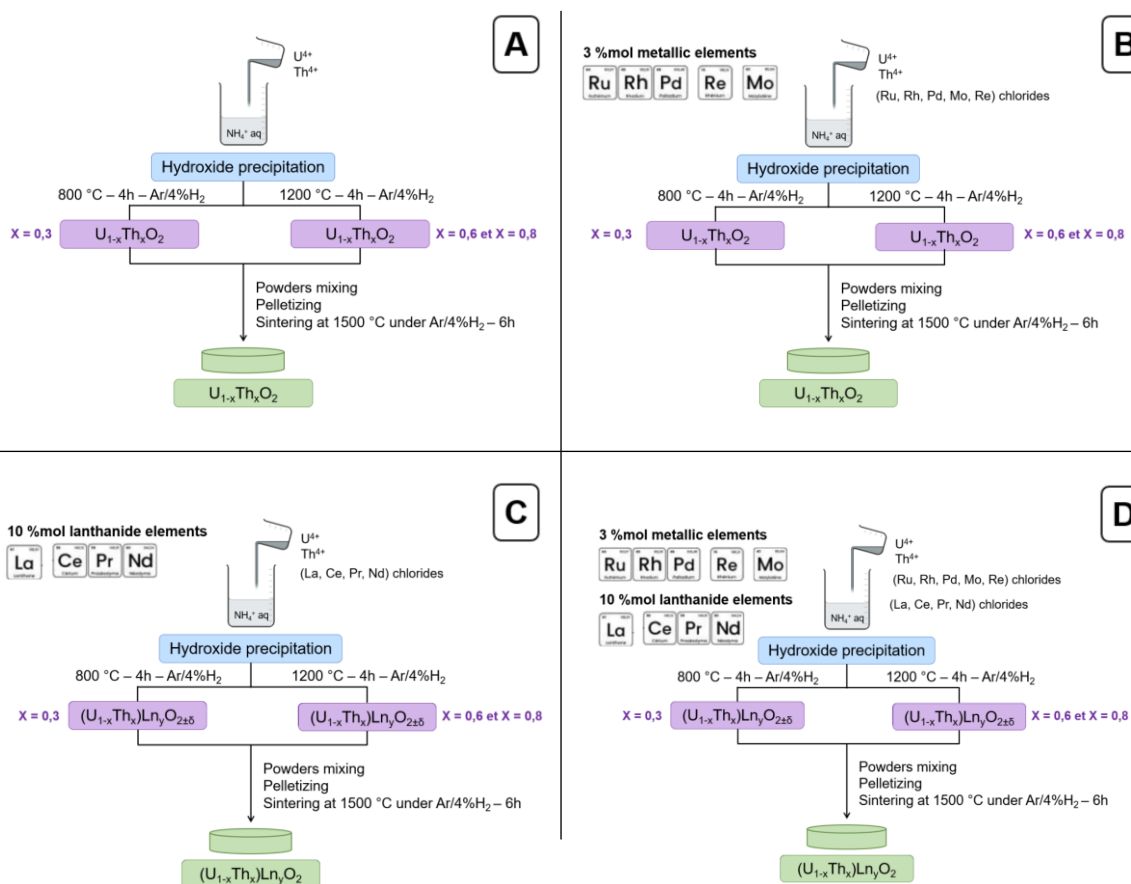 A
U⁴⁺
Th⁴⁺
NH₄⁺ aq
Hydroxide precipitation
800 °C – 4h – Ar/4%H₂
1200 °C – 4h – Ar/4%H₂
X = 0,3
U₁₋ₓThₓO₂
U₁₋ₓThₓO₂
X = 0,6 et X = 0,8
Powders mixing
Pelletizing
Sintering at 1500 °C under Ar/4%H₂ – 6h
U₁₋ₓThₓO₂
B
3 %mol metallic elements
Ru Rh Pd Re Mo
U⁴⁺
Th⁴⁺
(Ru, Rh, Pd, Mo, Re) chlorides
NH₄⁺ aq
Hydroxide precipitation
800 °C – 4h – Ar/4%H₂
1200 °C – 4h – Ar/4%H₂
X = 0,3
U₁₋ₓThₓO₂
U₁₋ₓThₓO₂
X = 0,6 et X = 0,8
Powders mixing
Pelletizing
Sintering at 1500 °C under Ar/4%H₂ – 6h
U₁₋ₓThₓO₂
C
10 %mol lanthanide elements
La Ce Pr Nd
U⁴⁺
Th⁴⁺
(La, Ce, Pr, Nd) chlorides
NH₄⁺ aq
Hydroxide precipitation
800 °C – 4h – Ar/4%H₂
1200 °C – 4h – Ar/4%H₂
X = 0,3
(U₁₋ₓThₓ)LnᵧO₂±δ
(U₁₋ₓThₓ)LnᵧO₂±δ
X = 0,6 et X = 0,8
Powders mixing
Pelletizing
Sintering at 1500 °C under Ar/4%H₂ – 6h
(U₁₋ₓThₓ)LnᵧO₂
D
3 %mol metallic elements
Ru Rh Pd Re Mo
10 %mol lanthanide elements
La Ce Pr Nd
U⁴⁺
Th⁴⁺
(Ru, Rh, Pd, Mo, Re) chlorides
(La, Ce, Pr, Nd) chlorides
NH₄⁺ aq
Hydroxide precipitation
800 °C – 4h – Ar/4%H₂
1200 °C – 4h – Ar/4%H₂
X = 0,3
(U₁₋ₓThₓ)LnᵧO₂±δ
(U₁₋ₓThₓ)LnᵧO₂±δ
X = 0,6 et X = 0,8
Powders mixing
Pelletizing
Sintering at 1500 °C under Ar/4%H₂ – 6h
(U₁₋ₓThₓ)LnᵧO₂